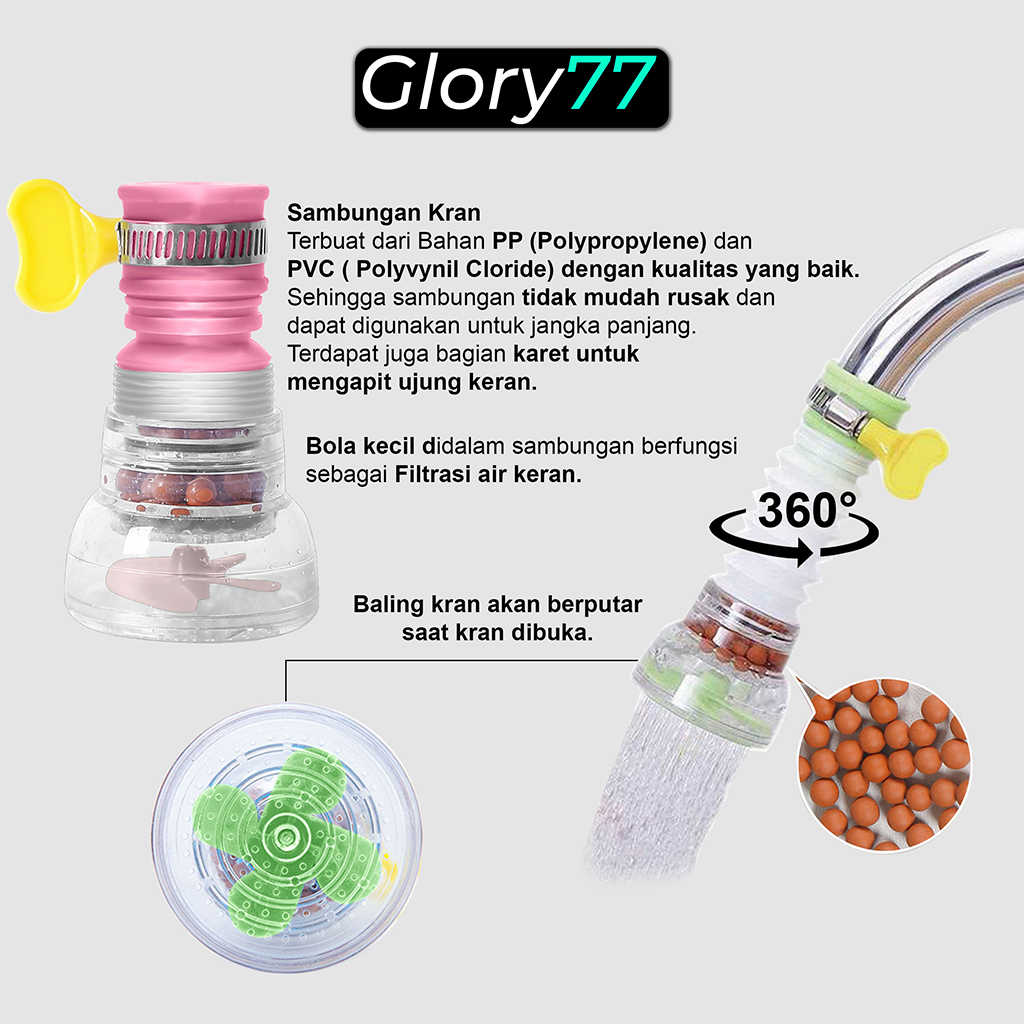 Glory77
Sambungan Kran
Terbuat dari Bahan PP (Polypropylene) dan
PVC ( Polyvynil Cloride) dengan kualitas yang baik.
Sehingga sambungan tidak mudah rusak dan
dapat digunakan untuk jangka panjang.
Terdapat juga bagian karet untuk
mengapit ujung keran.
Bola kecil didalam sambungan berfungsi
sebagai Filtrasi air keran.
360°
Baling kran akan berputar
saat kran dibuka.